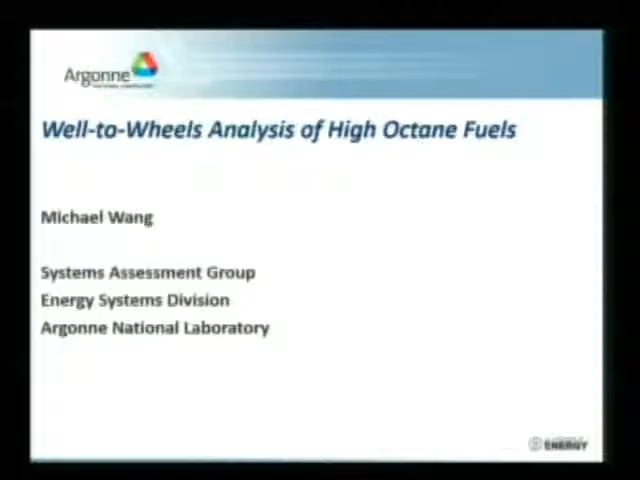 Argonne
Well-to-Wheels Analysis of High Octane Fuels
Michael Wang
Systems Assessment Group
Energy Systems Division
Argonne National Laboratory
ENERGY